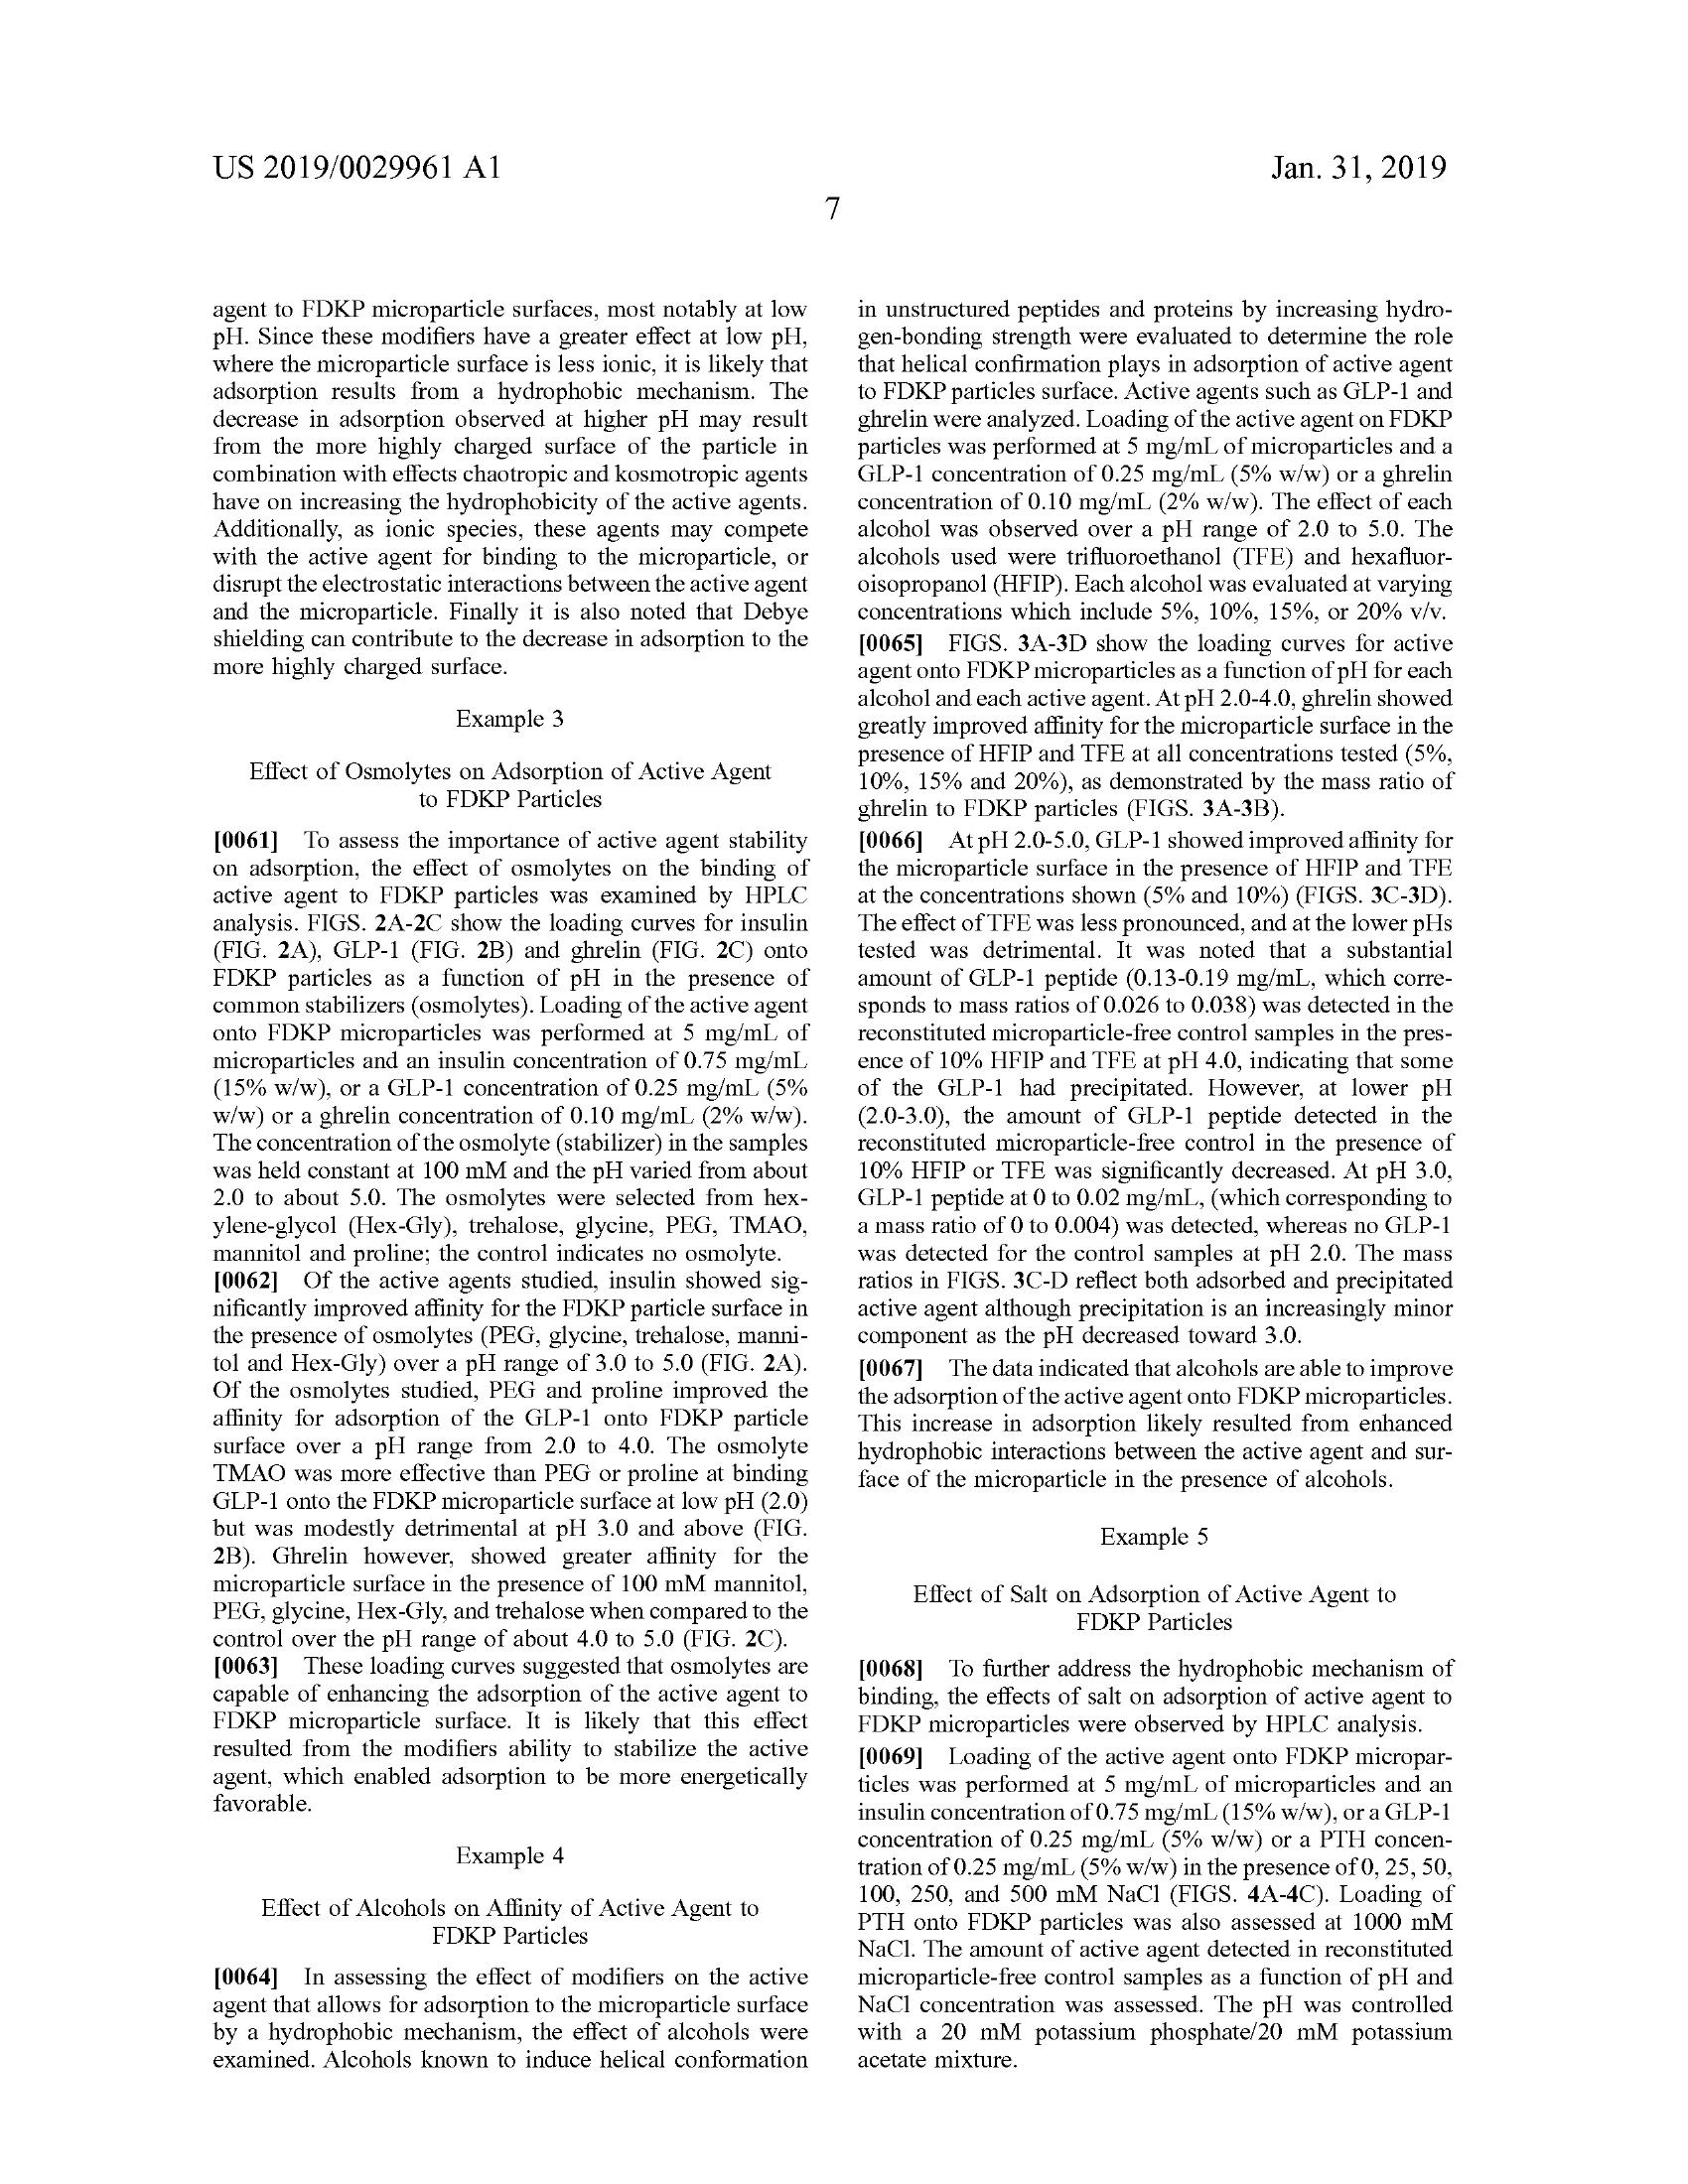 US 2019/0029961 A1
Jan. 31, 2019
7
agent to FDKP microparticle surfaces, most notably at low
pH. Since these modifiers have a greater effect at low pH,
where the microparticle surface is less ionic, it is likely that
adsorption results from a hydrophobic mechanism. The
decrease in adsorption observed at higher pH may result
from the more highly charged surface of the particle in
combination with effects chaotropic and kosmotropic agents
have on increasing the hydrophobicity of the active agents.
Additionally, as ionic species, these agents may compete
with the active agent for binding to the microparticle, or
disrupt the electrostatic interactions between the active agent
and the microparticle. Finally it is also noted that Debye
shielding can contribute to the decrease in adsorption to the
more highly charged surface.
Example 3
Effect of Osmolytes on Adsorption of Active Agent
to FDKP Particles
[0061] To assess the importance of active agent stability
on adsorption, the effect of osmolytes on the binding of
active agent to FDKP particles was examined by HPLC
analysis. FIGS. 2A-2C show the loading curves for insulin
(FIG. 2A), GLP-1 (FIG. 2B) and ghrelin (FIG. 2C) onto
FDKP particles as a function of pH in the presence of
common stabilizers (osmolytes). Loading of the active agent
onto FDKP microparticles was performed at 5 mg/mL of
microparticles and an insulin concentration of 0.75 mg/mL
(15% w/w), or a GLP-1 concentration of 0.25 mg/mL (5%
w/w) or a ghrelin concentration of 0.10 mg/mL (2% w/w).
The concentration of the osmolyte (stabilizer) in the samples
was held constant at 100 mM and the pH varied from about
2.0 to about 5.0. The osmolytes were selected from hex-
ylene-glycol (Hex-Gly), trehalose, glycine, PEG, TMAO,
mannitol and proline; the control indicates no osmolyte.
[0062] Of the active agents studied, insulin showed sig-
nificantly improved affinity for the FDKP particle surface in
the presence of osmolytes (PEG, glycine, trehalose, manni-
tol and Hex-Gly) over a pH range of 3.0 to 5.0 (FIG. 2A).
Of the osmolytes studied, PEG and proline improved the
affinity for adsorption of the GLP-1 onto FDKP particle
surface over a pH range from 2.0 to 4.0. The osmolyte
TMAO was more effective than PEG or proline at binding
GLP-1 onto the FDKP microparticle surface at low pH (2.0)
but was modestly detrimental at pH 3.0 and above (FIG.
2B). Ghrelin however, showed greater affinity for the
microparticle surface in the presence of 100 mM mannitol,
PEG, glycine, Hex-Gly, and trehalose when compared to the
control over the pH range of about 4.0 to 5.0 (FIG. 2C).
[0063] These loading curves suggested that osmolytes are
capable of enhancing the adsorption of the active agent to
FDKP microparticle surface. It is likely that this effect
resulted from the modifiers ability to stabilize the active
agent, which enabled adsorption to be more energetically
favorable.
Example 4
Effect of Alcohols on Affinity of Active Agent to
FDKP Particles
[0064] In assessing the effect of modifiers on the active
agent that allows for adsorption to the microparticle surface
by a hydrophobic mechanism, the effect of alcohols were
examined. Alcohols known to induce helical conformation
in unstructured peptides and proteins by increasing hydro-
gen-bonding strength were evaluated to determine the role
that helical confirmation plays in adsorption of active agent
to FDKP particles surface. Active agents such as GLP-1 and
ghrelin were analyzed. Loading of the active agent on FDKP
particles was performed at 5 mg/mL of microparticles and a
GLP-1 concentration of 0.25 mg/mL (5% w/w) or a ghrelin
concentration of 0.10 mg/mL (2% w/w). The effect of each
alcohol was observed over a pH range of 2.0 to 5.0. The
alcohols used were trifluoroethanol (TFE) and hexafluor-
oisopropanol (HFIP). Each alcohol was evaluated at varying
concentrations which include 5%, 10%, 15%, or 20% v/v.
[0065] FIGS. 3A-3D show the loading curves for active
agent onto FDKP microparticles as a function of pH for each
alcohol and each active agent. At pH 2.0-4.0, ghrelin showed
greatly improved affinity for the microparticle surface in the
presence of HFIP and TFE at all concentrations tested (5%,
10%, 15% and 20%), as demonstrated by the mass ratio of
ghrelin to FDKP particles (FIGS. 3A-3B).
[0066] At pH 2.0-5.0, GLP-1 showed improved affinity for
the microparticle surface in the presence of HFIP and TFE
at the concentrations shown (5% and 10%) (FIGS. 3C-3D).
The effect of TFE was less pronounced, and at the lower pHs
tested was detrimental. It was noted that a substantial
amount of GLP-1 peptide (0.13-0.19 mg/mL, which corre-
sponds to mass ratios of 0.026 to 0.038) was detected in the
reconstituted microparticle-free control samples in the pres-
ence of 10% HFIP and TFE at pH 4.0, indicating that some
of the GLP-1 had precipitated. However, at lower pH
(2.0-3.0), the amount of GLP-1 peptide detected in the
reconstituted microparticle-free control in the presence of
10% HFIP or TFE was significantly decreased. At pH 3.0,
GLP-1 peptide at 0 to 0.02 mg/mL, (which corresponding to
a mass ratio of 0 to 0.004) was detected, whereas no GLP-1
was detected for the control samples at pH 2.0. The mass
ratios in FIGS. 3C-D reflect both adsorbed and precipitated
active agent although precipitation is an increasingly minor
component as the pH decreased toward 3.0.
[0067] The data indicated that alcohols are able to improve
the adsorption of the active agent onto FDKP microparticles.
This increase in adsorption likely resulted from enhanced
hydrophobic interactions between the active agent and sur-
face of the microparticle in the presence of alcohols.
Example 5
Effect of Salt on Adsorption of Active Agent to
FDKP Particles
[0068] To further address the hydrophobic mechanism of
binding, the effects of salt on adsorption of active agent to
FDKP microparticles were observed by HPLC analysis.
[0069] Loading of the active agent onto FDKP micropar-
ticles was performed at 5 mg/mL of microparticles and an
insulin concentration of 0.75 mg/mL (15% w/w), or a GLP-1
concentration of 0.25 mg/mL (5% w/w) or a PTH concen-
tration of 0.25 mg/mL (5% w/w) in the presence of 0, 25, 50,
100, 250, and 500 mM NaCl (FIGS. 4A-4C). Loading of
PTH onto FDKP particles was also assessed at 1000 mM
NaCl. The amount of active agent detected in reconstituted
microparticle-free control samples as a function of pH and
NaCl concentration was assessed. The pH was controlled
with a 20 mM potassium phosphate/20 mM potassium
acetate mixture.